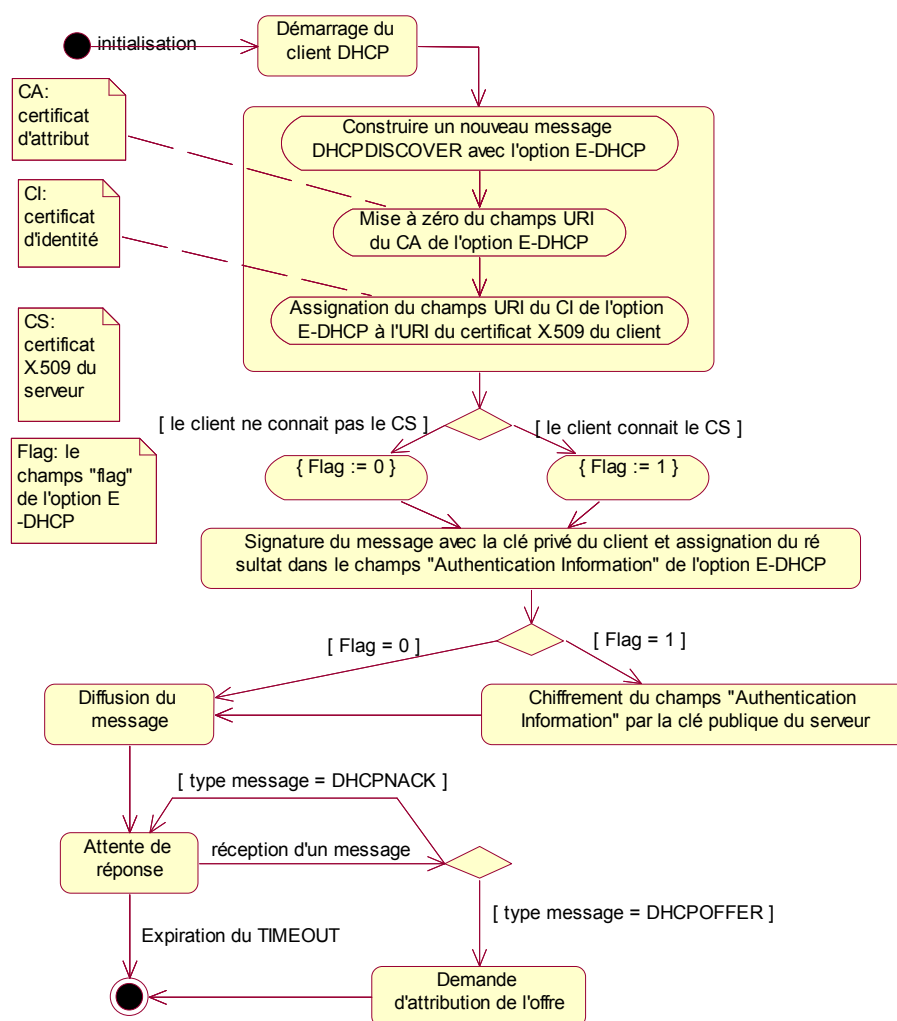 initialisation
Démarrage du
client DHCP
CA:
certificat
d'attribut
Construire un nouveau message
DHCPDISCOVER avec l'option E-DHCP
CI:
certificat
d'identité
Mise à zéro du champs URI
du CA de l'option E-DHCP
Assignation du champs URI du CI de l'option
E-DHCP à l'URI du certificat X.509 du client
CS:
certificat
X.509 du
serveur
[ le client ne connait pas le CS ]
[ le client connait le CS ]
Flag: le
champs "flag"
de l'option E
-DHCP
{ Flag := 0 }
{ Flag := 1 }
Signature du message avec la clé privé du client et assignation du ré
sultat dans le champs "Authentication Information" de l'option E-DHCP
[ Flag = 0 ]
[ Flag = 1 ]
Diffusion du
message
Chiffrement du champs "Authentication
Information" par la clé publique du serveur
[ type message = DHCPNACK ]
Attente de
réponse
réception d'un message
[ type message = DHCPOFFER ]
Expiration du TIMEOUT
Demande
d'attribution de l'offre